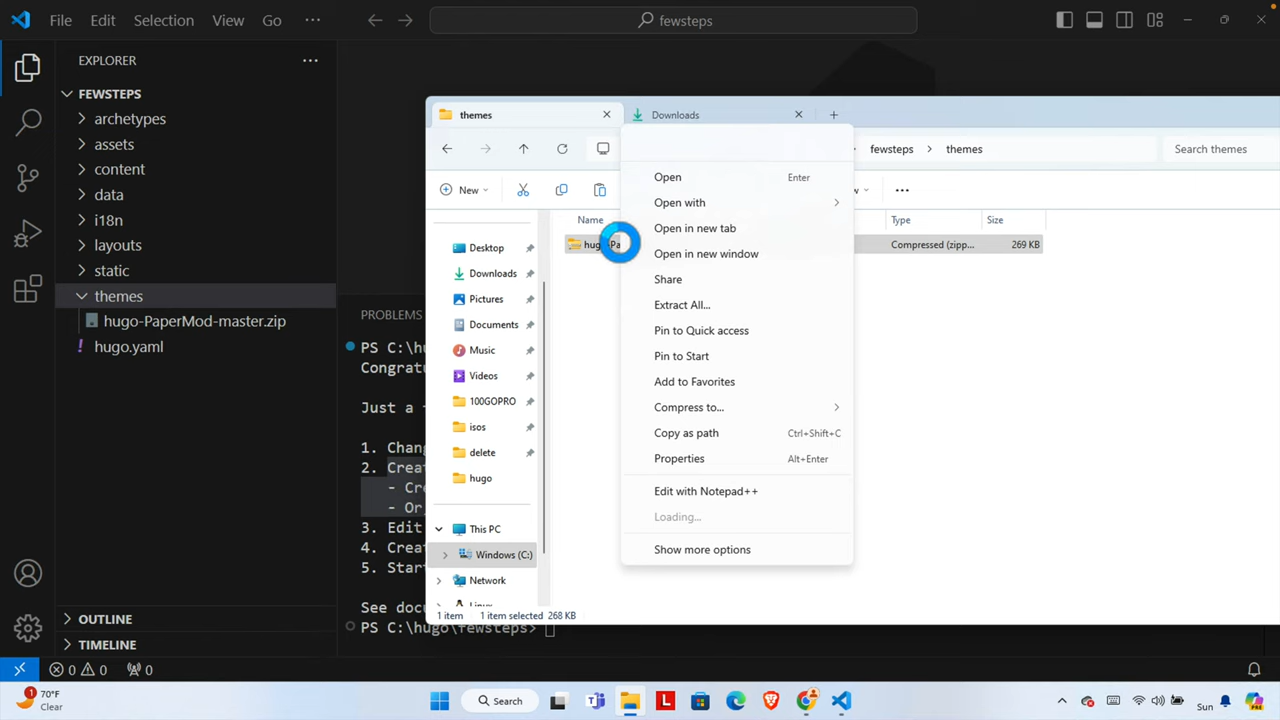 File Edit Selection View Go ···
fewsteps
EXPLORER
FEWSTEPS
archetypes
assets
content
data
i18n
layouts
static
themes
hugo-PaperMod-master.zip
hugo.yaml
OUTLINE
TIMELINE
PROBLEMS
PS C:\hu
Congratu
Just a
1. Chang
2. Creat
- Cre
- Or
3. Edit
4. Creat
5. Start
See docu
PS C:\hugo\fewsteps>
themes
Downloads
fewsteps > themes
Search themes
New
Name
Type
Size
Compressed (zipp...
269 KB
Desktop
Downloads
Pictures
Documents
Music
Videos
100GOPRO
isos
delete
hugo
This PC
Windows (C:)
Network
Linux
1 item 1 item selected 268 KB
Open Enter
Open with
Open in new tab
Open in new window
Share
Extract All...
Pin to Quick access
Pin to Start
Add to Favorites
Compress to...
Copy as path Ctrl+Shift+C
Properties Alt+Enter
Edit with Notepad++
Loading...
Show more options
0 0 0
1
70°F
Clear
Search
Sun